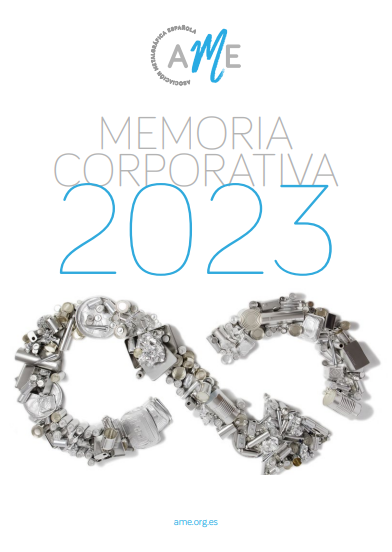 ASOCIACIÓN METALGRÁFICA ESPAÑOLA
AME
MEMORIA
CORPORATIVA
2023
ame.org.es